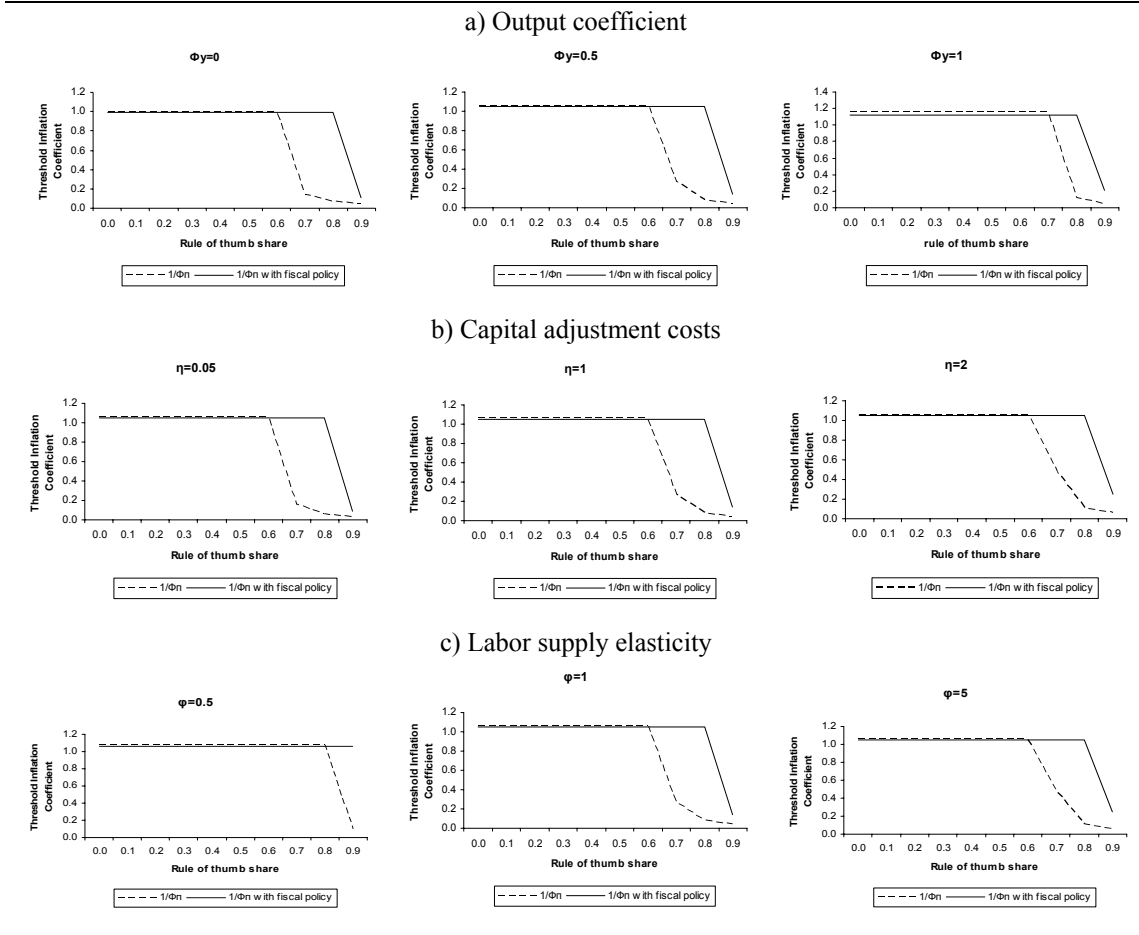 a) Output coefficient
Φy=0
Threshold Inflation
Coefficient
1.2
1.0
0.8
0.6
0.4
0.2
0.0
0.0 0.1 0.2 0.3 0.4 0.5 0.6 0.7 0.8 0.9
Rule of thumb share
1/Φπ 1/Φπ with fiscal policy
Φy=0.5
Threshold Inflation
Coefficient
1.2
1.0
0.8
0.6
0.4
0.2
0.0
0.0 0.1 0.2 0.3 0.4 0.5 0.6 0.7 0.8 0.9
Rule of thumb share
1/Φπ 1/Φπ with fiscal policy
Φy=1
Threshold Inflation
Coefficient
1.4
1.2
1.0
0.8
0.6
0.4
0.2
0.0
0.0 0.1 0.2 0.3 0.4 0.5 0.6 0.7 0.8 0.9
rule of thumb share
1/Φπ 1/Φπ with fiscal policy
b) Capital adjustment costs
η=0.05
Threshold Inflation
Coefficient
1.2
1.0
0.8
0.6
0.4
0.2
0.0
0.0 0.1 0.2 0.3 0.4 0.5 0.6 0.7 0.8 0.9
Rule of thumb share
1/Φπ 1/Φπ with fiscal policy
η=1
Threshold Inflation
Coefficient
1.2
1.0
0.8
0.6
0.4
0.2
0.0
0.0 0.1 0.2 0.3 0.4 0.5 0.6 0.7 0.8 0.9
Rule of thumb share
1/Φπ 1/Φπ with fiscal policy
η=2
Threshold Inflation
Coefficient
1.2
1.0
0.8
0.6
0.4
0.2
0.0
0.0 0.1 0.2 0.3 0.4 0.5 0.6 0.7 0.8 0.9
Rule of thumb share
1/Φπ 1/Φπ with fiscal policy
c) Labor supply elasticity
φ=0.5
Threshold Inflation
Coefficient
1.2
1.0
0.8
0.6
0.4
0.2
0.0
0.0 0.1 0.2 0.3 0.4 0.5 0.6 0.7 0.8 0.9
Rule of thumb share
1/Φπ 1/Φπ with fiscal policy
φ=1
Threshold Inflation
Coefficient
1.2
1.0
0.8
0.6
0.4
0.2
0.0
0.0 0.1 0.2 0.3 0.4 0.5 0.6 0.7 0.8 0.9
Rule of thumb share
1/Φπ 1/Φπ with fiscal policy
φ=5
Threshold Inflation
Coefficient
1.2
1.0
0.8
0.6
0.4
0.2
0.0
0.0 0.1 0.2 0.3 0.4 0.5 0.6 0.7 0.8 0.9
Rule of thumb share
1/Φπ 1/Φπ with fiscal policy